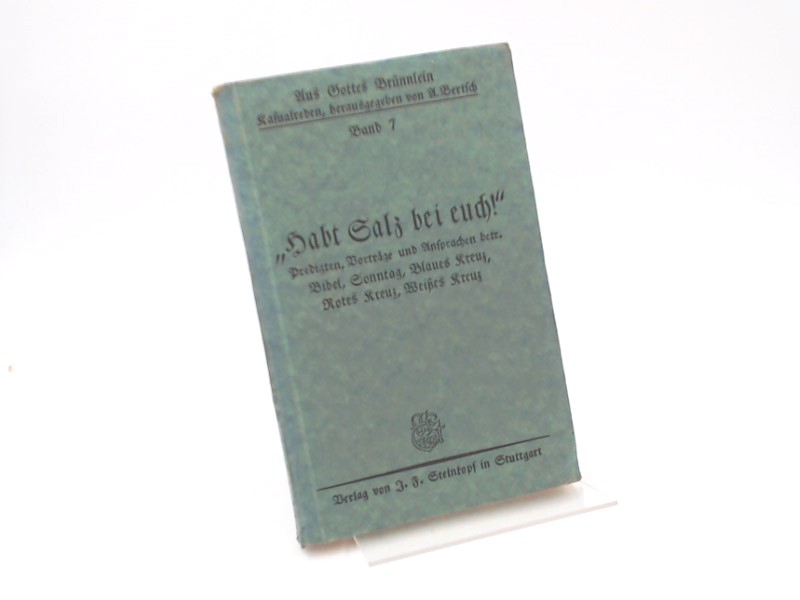 Aus Gottes Brünnlein
Kasualreden, herausgegeben von A. Bertsch
Band 7
„Habt Salz bei euch!“
Predigten, Vorträge und Ansprachen betr.
Bibel, Sonntag, Blaues Kreuz,
Rotes Kreuz, Weißes Kreuz
Verlag von J. F. Steinkopf in Stuttgart